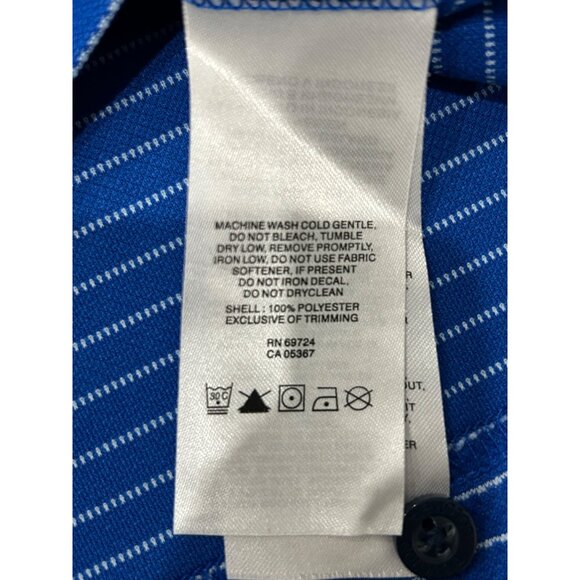 MACHINE WASH COLD GENTLE,
DO NOT BLEACH, TUMBLE
DRY LOW, REMOVE PROMPTLY,
IRON LOW, DO NOT USE FABRIC
SOFTENER, IF PRESENT
DO NOT IRON DECAL,
DO NOT DRYCLEAN
SHELL : 100% POLYESTER
EXCLUSIVE OF TRIMMING
RN 69724
CA 05367
30 C
OUT,